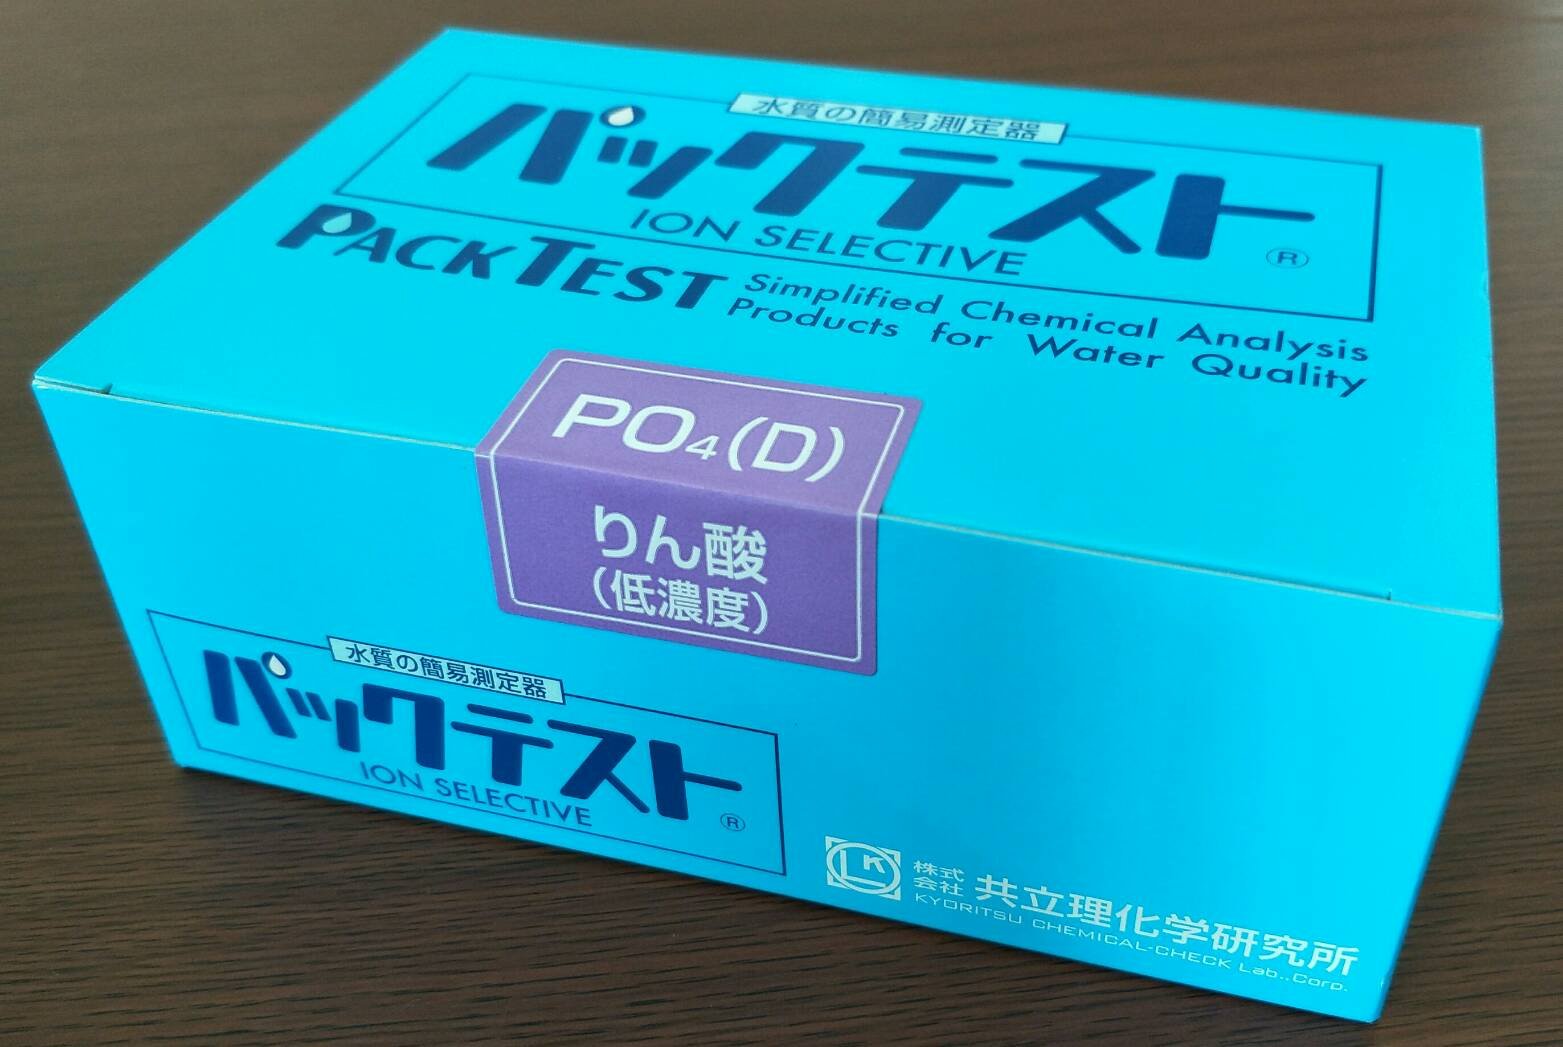 水質の簡易測定器
パックテスト
ION SELECTIVE
®
PACKTEST
Simplified Chemical Analysis
Products for Water Quality
PO₄(D)
りん酸
(低濃度)
水質の簡易測定器
パックテスト
ION SELECTIVE
®
LK
株式
会社
共立理化学研究所
KYORITSU CHEMICAL-CHECK Lab., Corp.